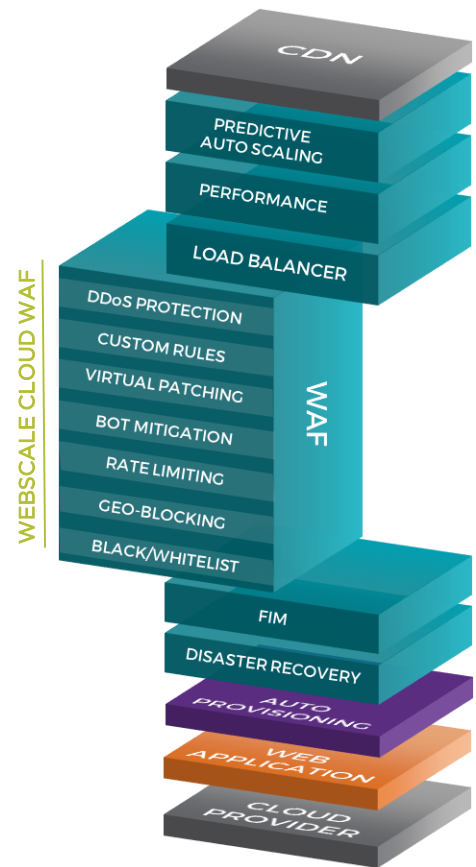 CDN
PREDICTIVE
AUTO SCALING
PERFORMANCE
LOAD BALANCER
WEBSCALE CLOUD WAF
DDoS PROTECTION
CUSTOM RULES
VIRTUAL PATCHING
BOT MITIGATION
RATE LIMITING
GEO-BLOCKING
BLACK/WHITELIST
WAF
FIM
DISASTER RECOVERY
AUTO
PROVISIONING
WEB
APPLICATION
CLOUD
PROVIDER